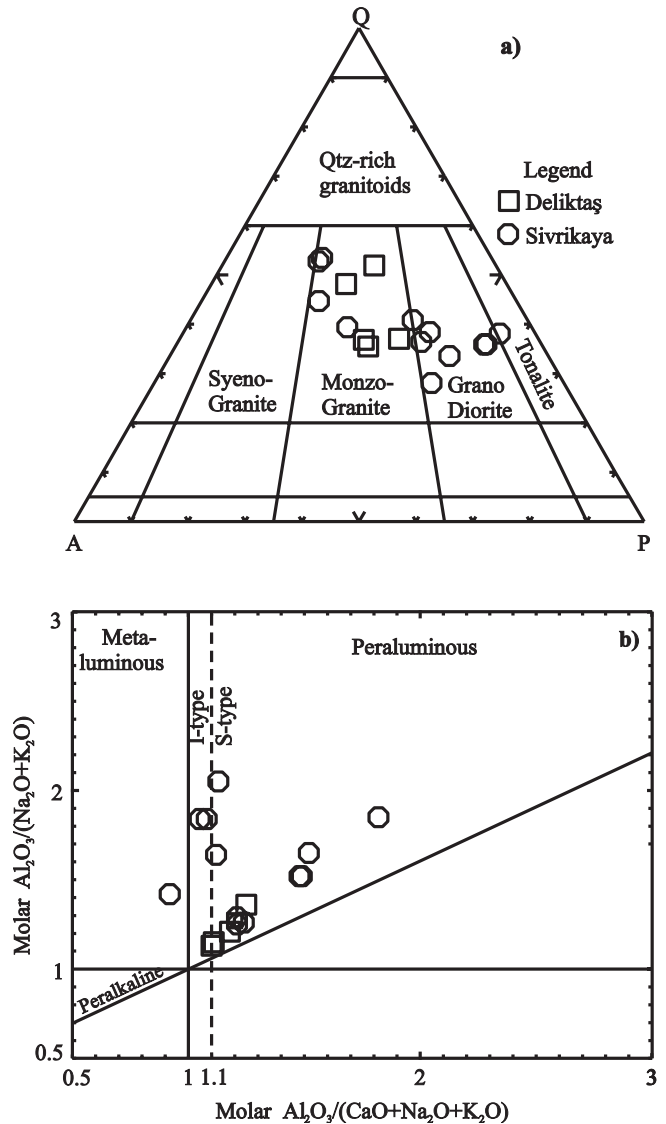 Q
a)
Qtz-rich
granitoids
Legend
Deliktaş
Sivrikaya
Syeno-
Granite
Monzo-
Granite
Grano
Diorite
Tonalite
A
P
3
2
1
0.5
Molar Al₂O₃/(Na₂O+K₂O)
Meta-
luminous
Peraluminous
b)
I-type
S-type
Peralkaline
0.5
1
1.1
2
3
Molar Al₂O₃/(CaO+Na₂O+K₂O)